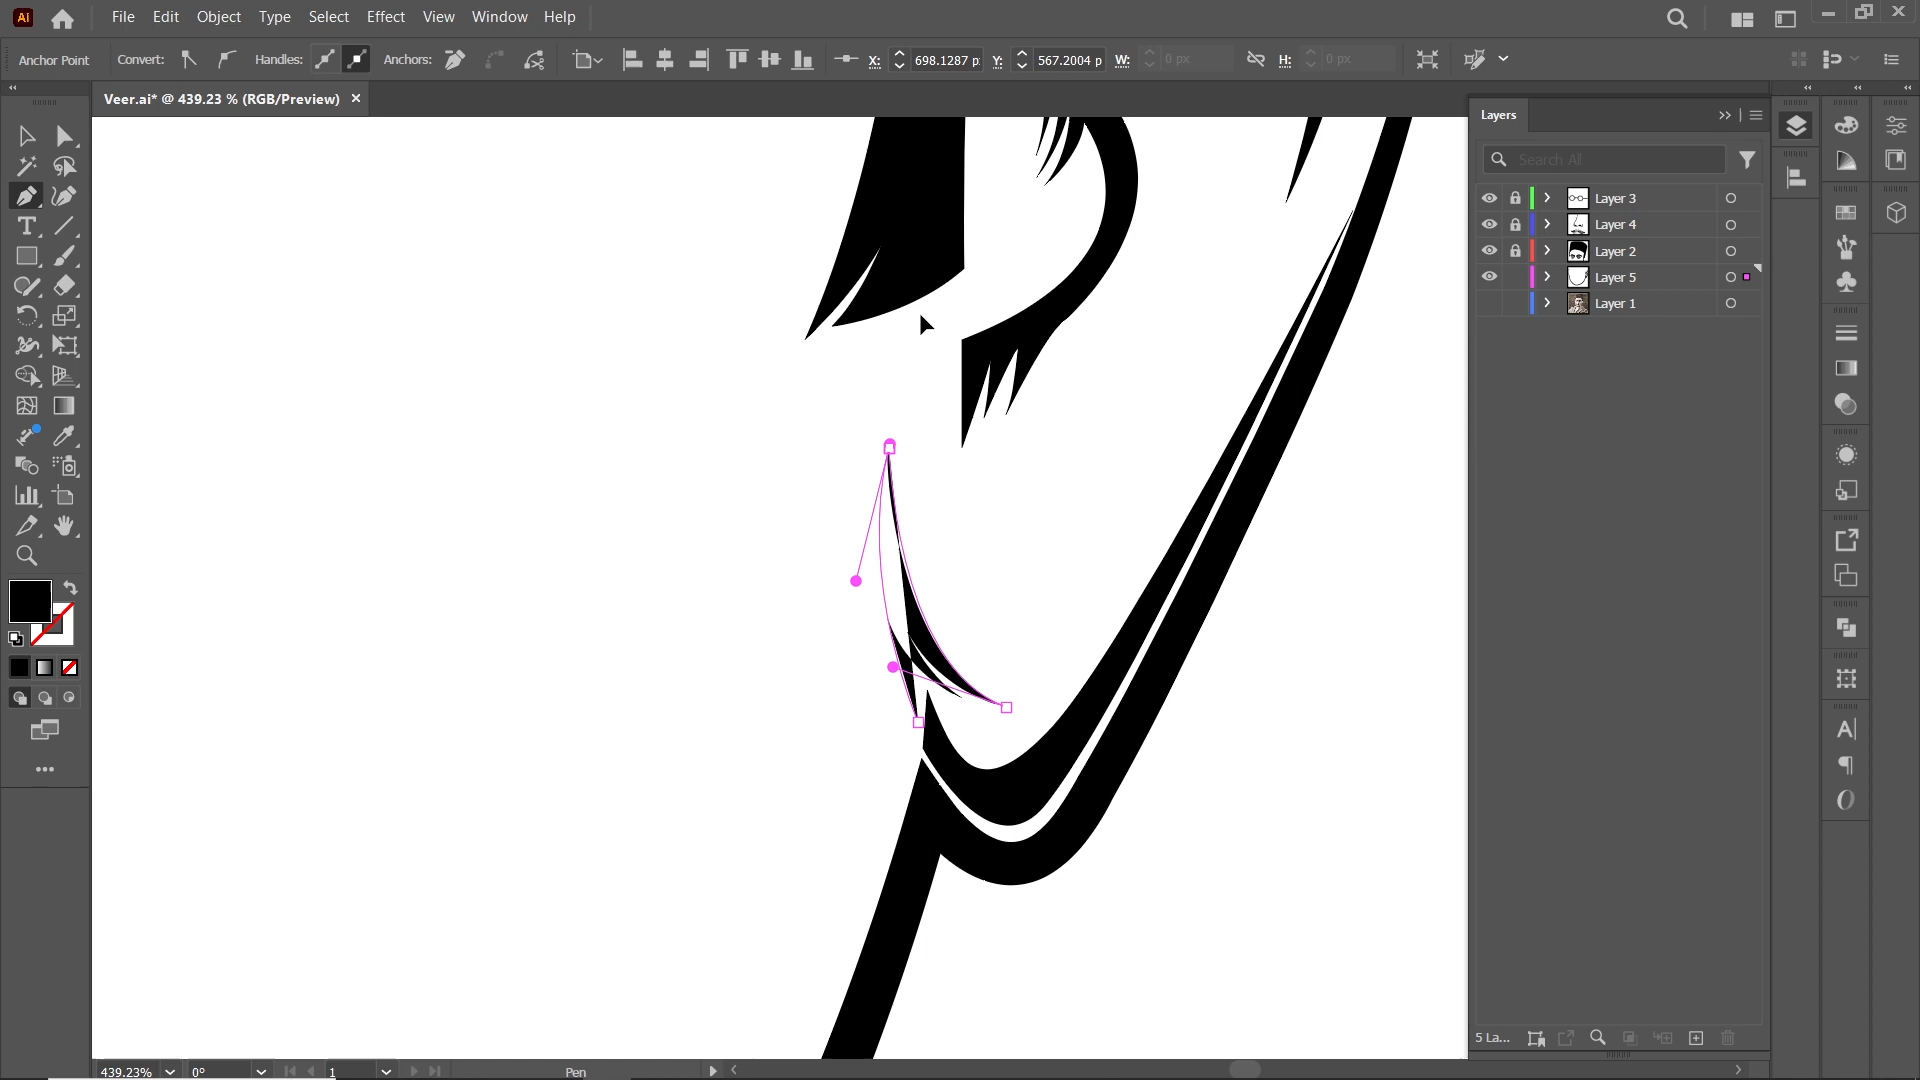 Ai File Edit Object Type Select Effect View Window Help
Anchor Point Convert: Handles: Anchors: X: 698.1287 p Y: 567.2004 p W: 0 px H: 0 px
Veer.ai* @ 439.23 % (RGB/Preview)
Layers
Search All
Layer 3
Layer 4
Layer 2
Layer 5
Layer 1
5 La...
439.23% 0° 1 Pen